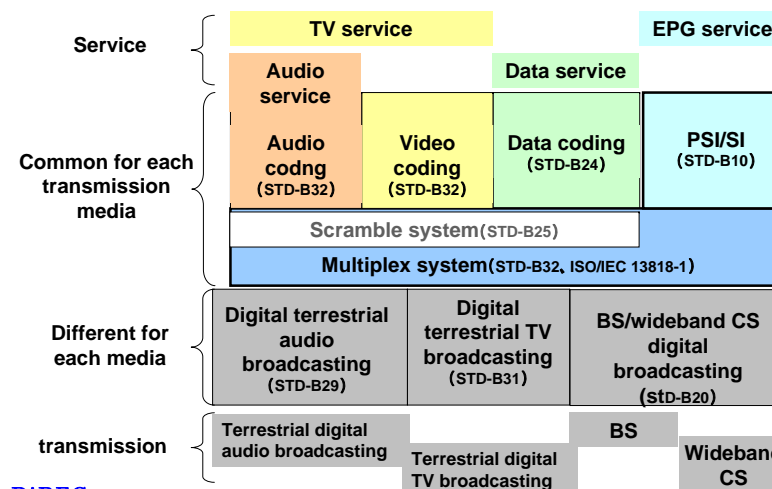 Service
TV service
EPG service
Audio
service
Data service
Common for each
transmission
media
Audio
codng
(STD-B32)
Video
coding
(STD-B32)
Data coding
(STD-B24)
PSI/SI
(STD-B10)
Scramble system(STD-B25)
Multiplex system(STD-B32、ISO/IEC 13818-1)
Different for
each media
Digital terrestrial
audio
broadcasting
(STD-B29)
Digital
terrestrial TV
broadcasting
(STD-B31)
BS/wideband CS
digital
broadcasting
(stD-B20)
transmission
Terrestrial digital
audio broadcasting
Terrestrial digital
TV broadcasting
BS
Wideband
CS